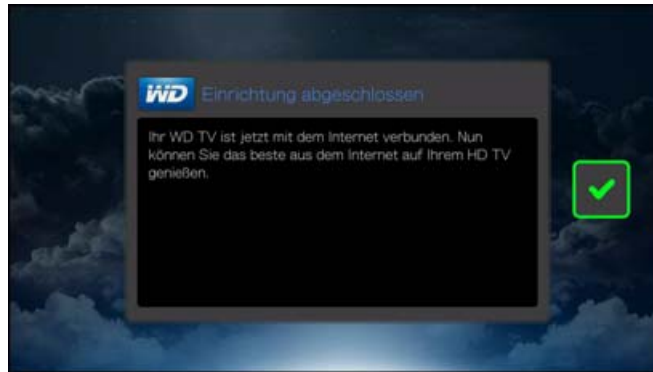 WD Einrichtung abgeschlossen
Ihr WD TV ist jetzt mit dem Internet verbunden. Nun
können Sie das beste aus dem Internet auf Ihrem HD TV
genießen.